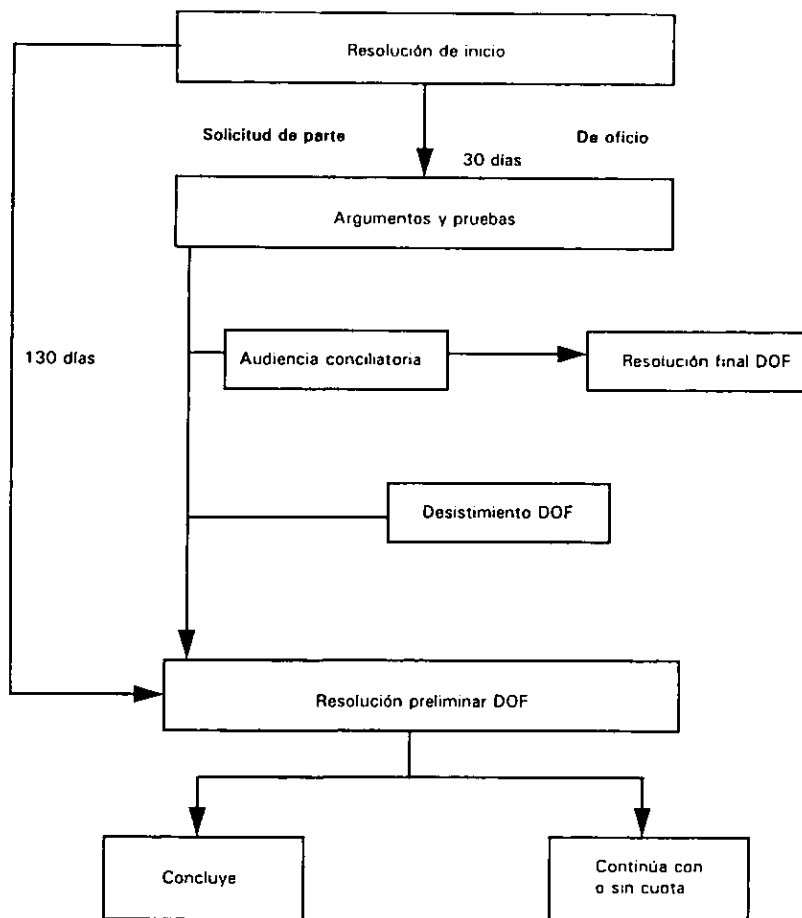 Resolución de inicio
Solicitud de parte
De oficio
30 días
Argumentos y pruebas
130 días
Audiencia conciliatoria
Resolución final DOF
Desistimiento DOF
Resolución preliminar DOF
Concluye
Continúa con
o sin cuota